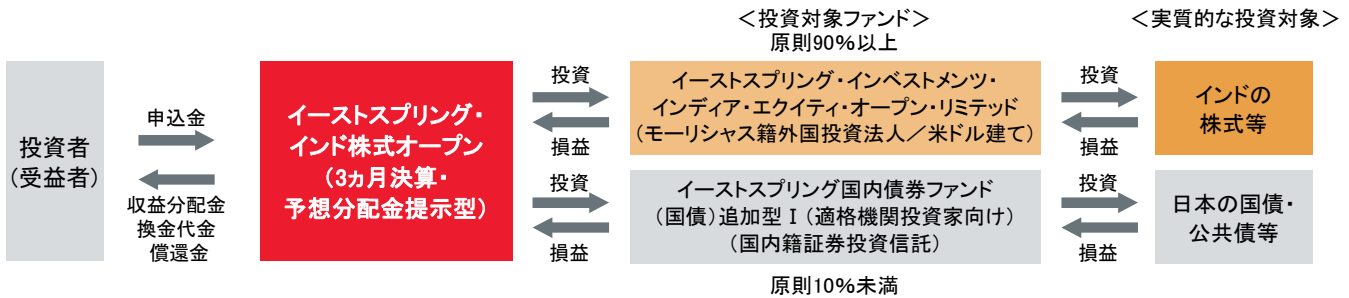 ＜投資対象ファンド＞
原則90％以上
＜実質的な投資対象＞
投資者
（受益者）
申込金
収益分配金
換金代金
償還金
イーストスプリング・
インド株式オープン
（3ヵ月決算・
予想分配金提示型）
投資
損益
投資
損益
イーストスプリング・インベストメンツ・
インディア・エクイティ・オープン・リミテッド
（モーリシャス籍外国投資法人／米ドル建て）
イーストスプリング国内債券ファンド
（国債）追加型Ⅰ（適格機関投資家向け）
（国内籍証券投資信託）
原則10％未満
投資
損益
投資
損益
インドの
株式等
日本の国債・
公共債等